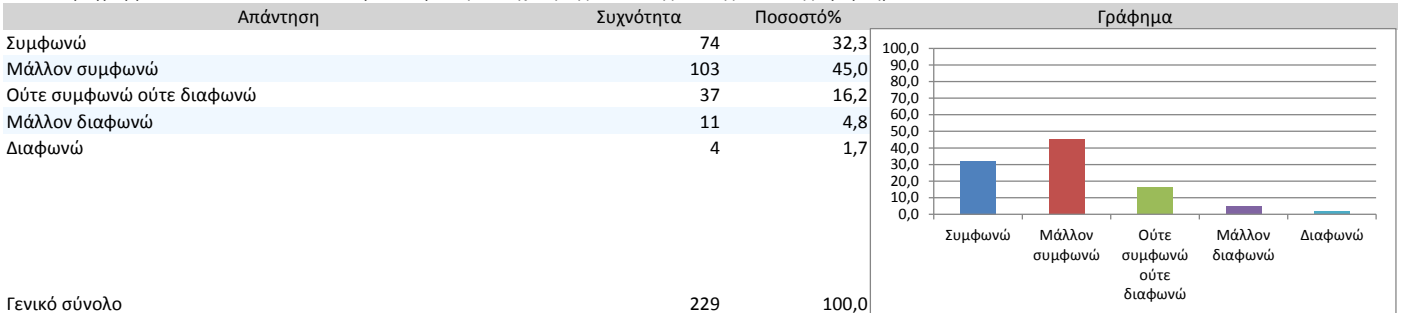 Απάντηση Συχνότητα Ποσοστό% Γράφημα
Συμφωνώ 74 32,3
Μάλλον συμφωνώ 103 45,0
Ούτε συμφωνώ ούτε διαφωνώ 37 16,2
Μάλλον διαφωνώ 11 4,8
Διαφωνώ 4 1,7
Γενικό σύνολο 229 100,0
100,0
90,0
80,0
70,0
60,0
50,0
40,0
30,0
20,0
10,0
0,0
Συμφωνώ
Μάλλον
συμφωνώ
Ούτε
συμφωνώ
ούτε
διαφωνώ
Μάλλον
διαφωνώ
Διαφωνώ